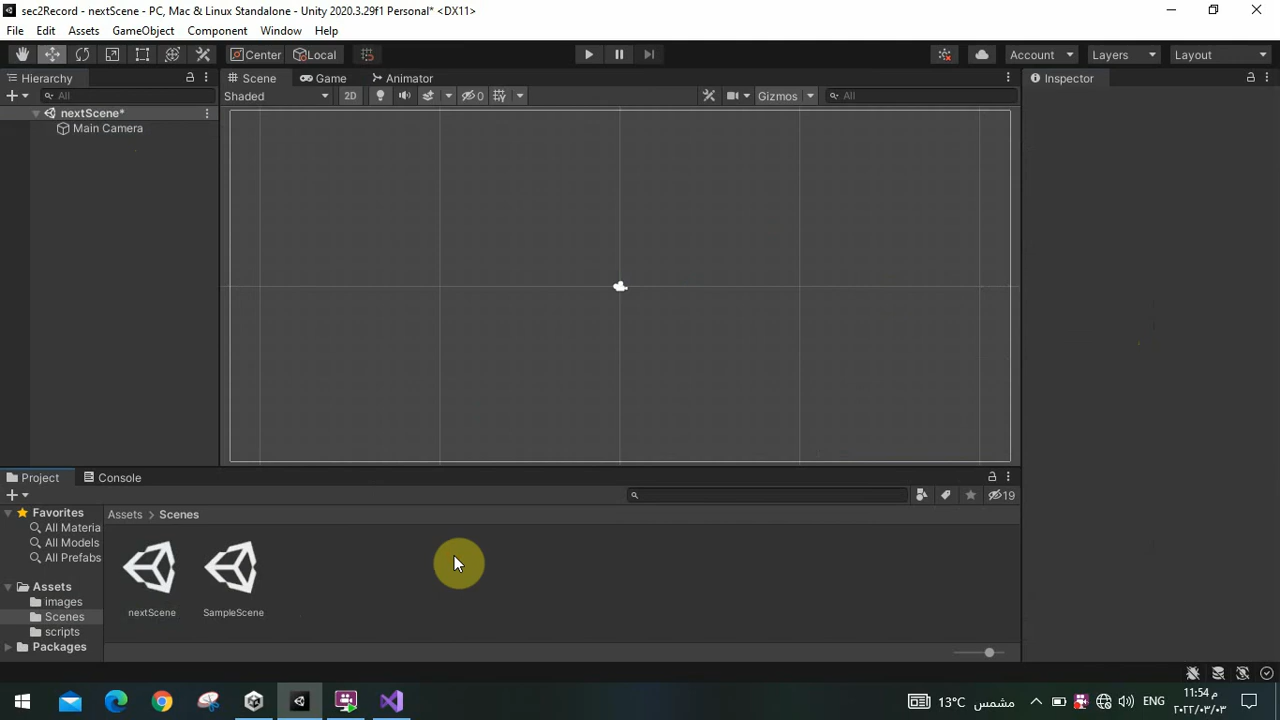 sec2Record - nextScene - PC, Mac & Linux Standalone - Unity 2020.3.29f1 Personal* <DX11>
File Edit Assets GameObject Component Window Help
Center Local Account Layers Layout
Hierarchy Scene Game Animator Inspector
All Shaded 2D 0 Gizmos All
nextScene*
Main Camera
Project Console
19
Favorites Assets > Scenes
All Materia
All Models
All Prefabs
Assets
images
Scenes
scripts
Packages
nextScene SampleScene
13°C مشمس ENG م 11:54
٢٠٢٢/٠٣/٠٣